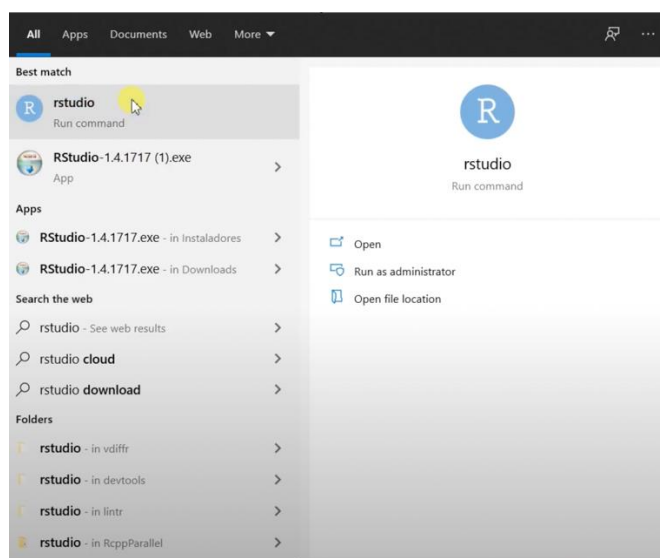 All Apps Documents Web More
Best match
R rstudio
Run command
RStudio-1.4.1717 (1).exe
App
Apps
RStudio-1.4.1717.exe - in Instaladores
RStudio-1.4.1717.exe - in Downloads
Search the web
rstudio - See web results
rstudio cloud
rstudio download
Folders
rstudio - in vdiffr
rstudio - in devtools
rstudio - in lintr
rstudio - in RcppParallel
R
rstudio
Run command
Open
Run as administrator
Open file location